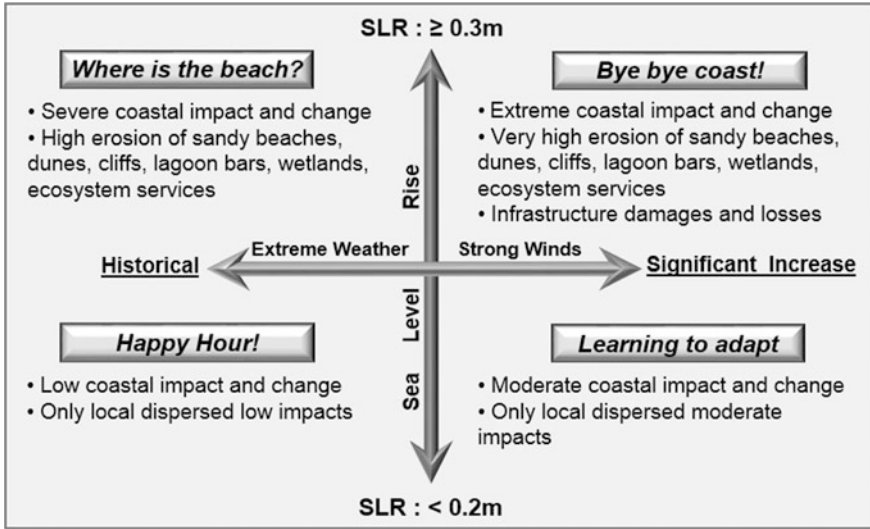 SLR : ≥ 0.3m
Where is the beach?
• Severe coastal impact and change
• High erosion of sandy beaches,
dunes, cliffs, lagoon bars, wetlands,
ecosystem services
Bye bye coast!
• Extreme coastal impact and change
• Very high erosion of sandy beaches,
dunes, cliffs, lagoon bars, wetlands,
ecosystem services
• Infrastructure damages and losses
Historical
Extreme Weather
Strong Winds
Significant Increase
Sea Level Rise
Happy Hour!
• Low coastal impact and change
• Only local dispersed low impacts
Learning to adapt
• Moderate coastal impact and change
• Only local dispersed moderate
impacts
SLR : < 0.2m